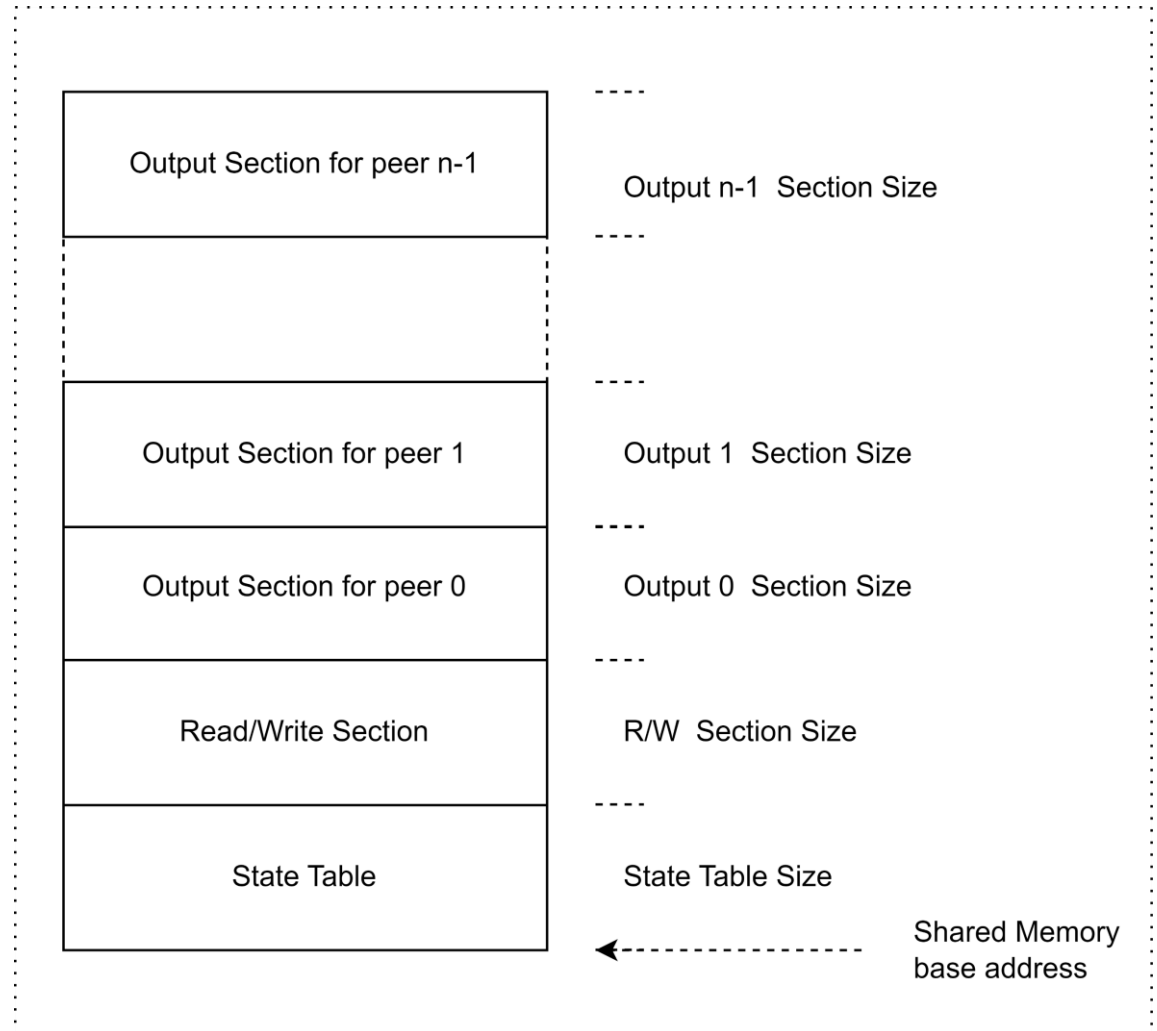 Output Section for peer n-1
Output n-1 Section Size
Output Section for peer 1
Output 1 Section Size
Output Section for peer 0
Output 0 Section Size
Read/Write Section
R/W Section Size
State Table
State Table Size
Shared Memory
base address